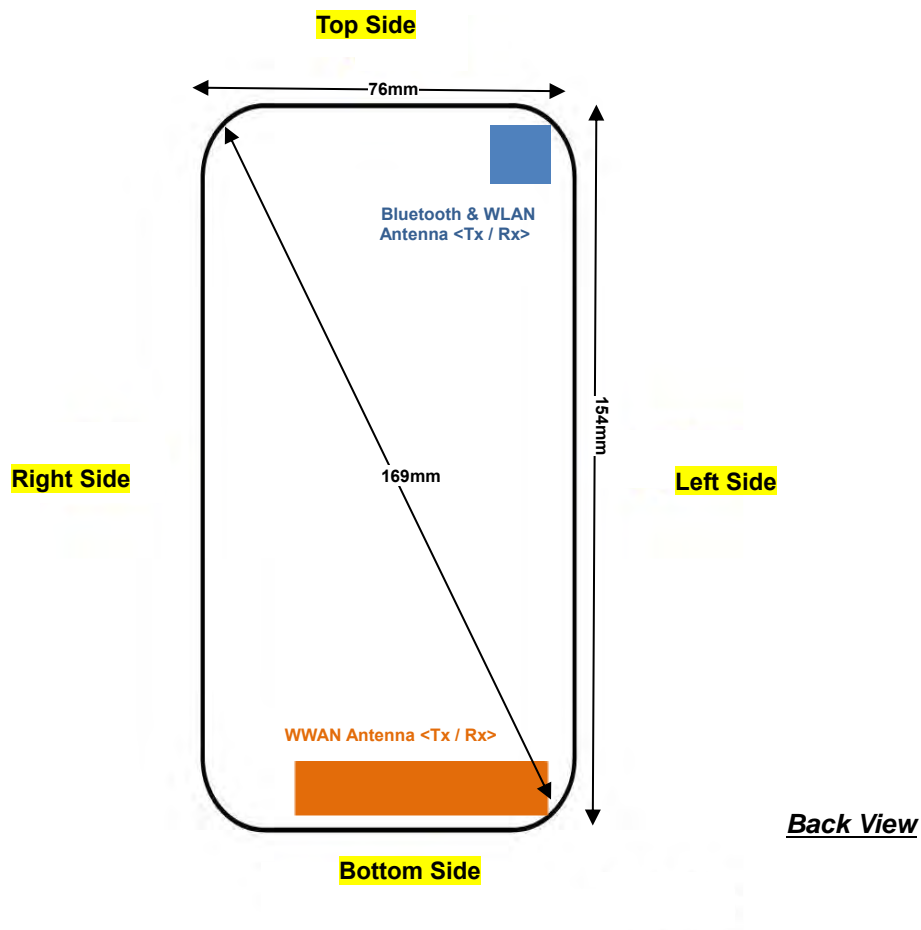 Top Side
76mm
Bluetooth & WLAN
Antenna <Tx / Rx>
154mm
Right Side
169mm
Left Side
WWAN Antenna <Tx / Rx>
Back View
Bottom Side